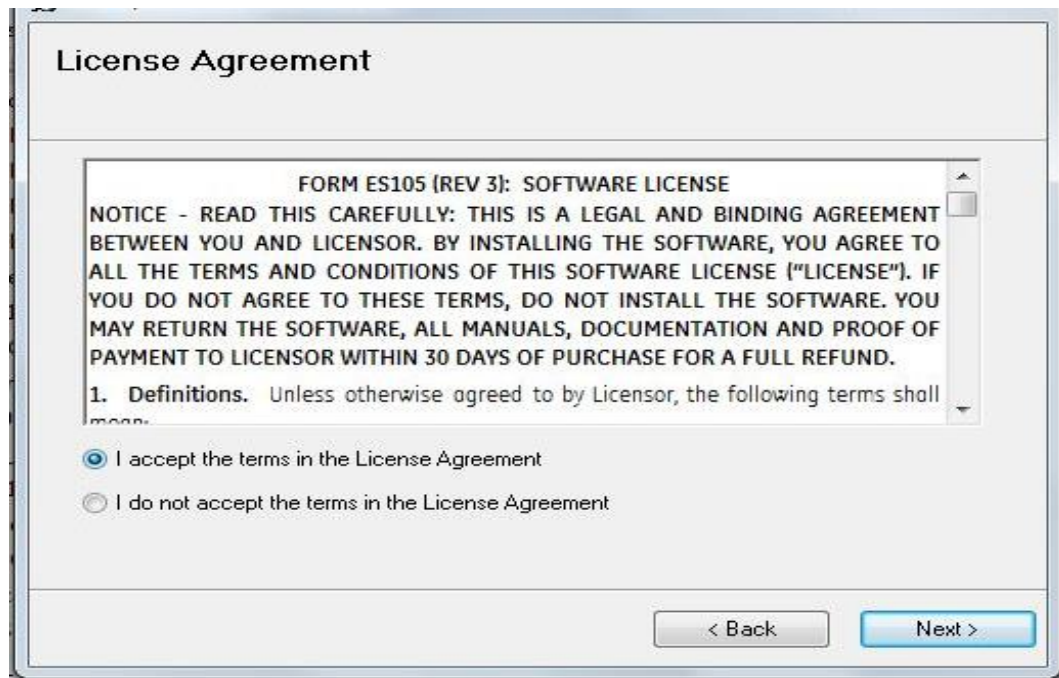 License Agreement
FORM ES105 (REV 3): SOFTWARE LICENSE
NOTICE - READ THIS CAREFULLY: THIS IS A LEGAL AND BINDING AGREEMENT
BETWEEN YOU AND LICENSOR. BY INSTALLING THE SOFTWARE, YOU AGREE TO
ALL THE TERMS AND CONDITIONS OF THIS SOFTWARE LICENSE (“LICENSE”). IF
YOU DO NOT AGREE TO THESE TERMS, DO NOT INSTALL THE SOFTWARE. YOU
MAY RETURN THE SOFTWARE, ALL MANUALS, DOCUMENTATION AND PROOF OF
PAYMENT TO LICENSOR WITHIN 30 DAYS OF PURCHASE FOR A FULL REFUND.
1. Definitions. Unless otherwise agreed to by Licensor, the following terms shall
I accept the terms in the License Agreement
I do not accept the terms in the License Agreement
< Back
Next >